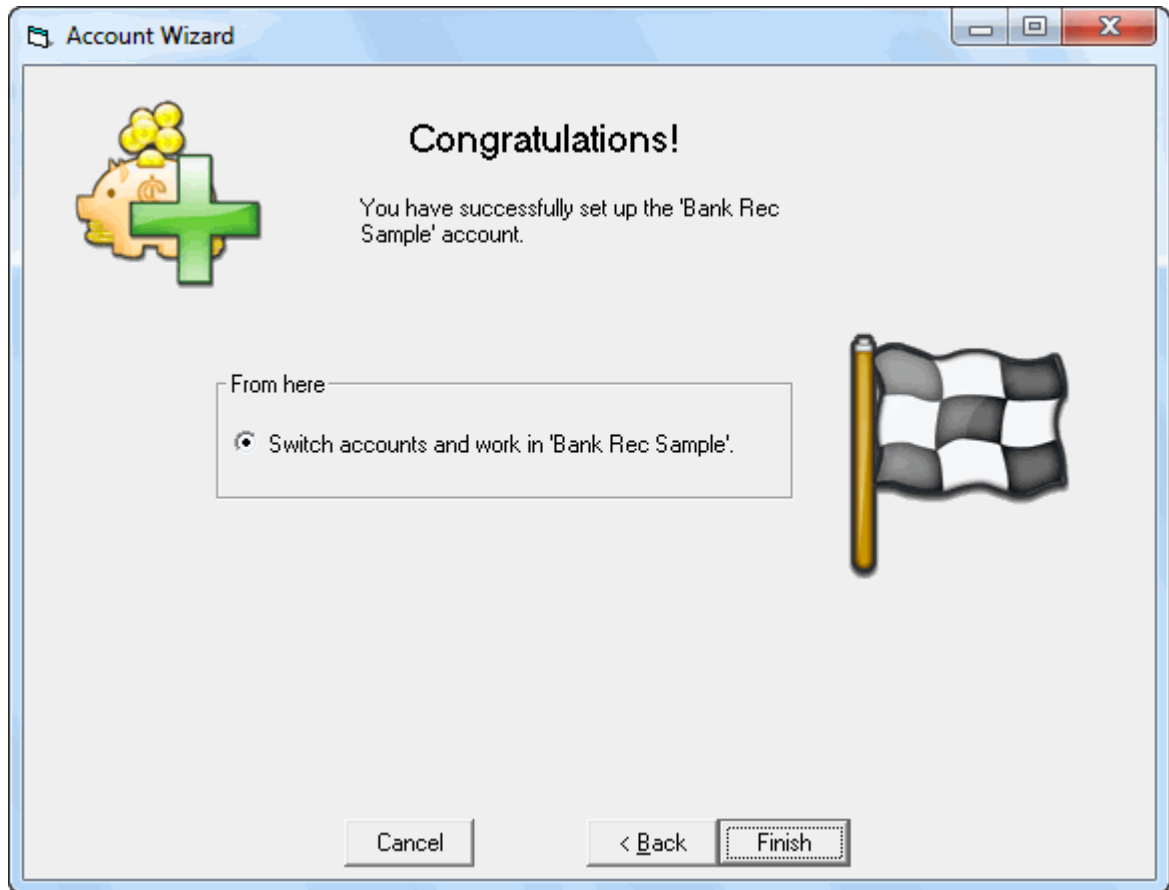 Account Wizard
Congratulations!
You have successfully set up the 'Bank Rec
Sample' account.
From here
Switch accounts and work in 'Bank Rec Sample'.
Cancel
< Back
Finish